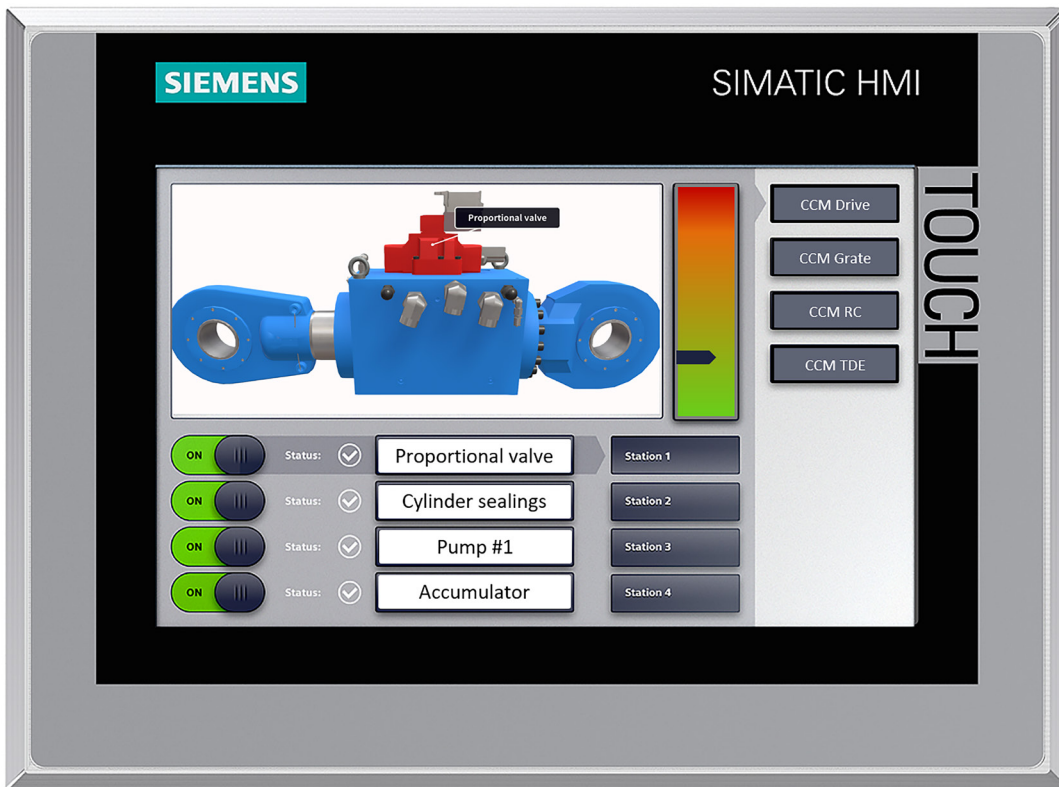 SIEMENS
SIMATIC HMI
TOUCH
Proportional valve
CCM Drive
CCM Grate
CCM RC
CCM TDE
ON Status: Proportional valve Station 1
ON Status: Cylinder sealings Station 2
ON Status: Pump #1 Station 3
ON Status: Accumulator Station 4